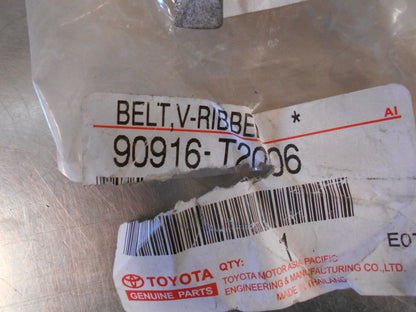 BELT,V-RIBBE *
AI
90916-T2006
1
E0
TOYOTA
GENUINE PARTS
QTY:
TOYOTA MOTOR ASIA PACIFIC
ENGINEERING & MANUFACTURING CO.,LTD.
MADE IN THAILAND